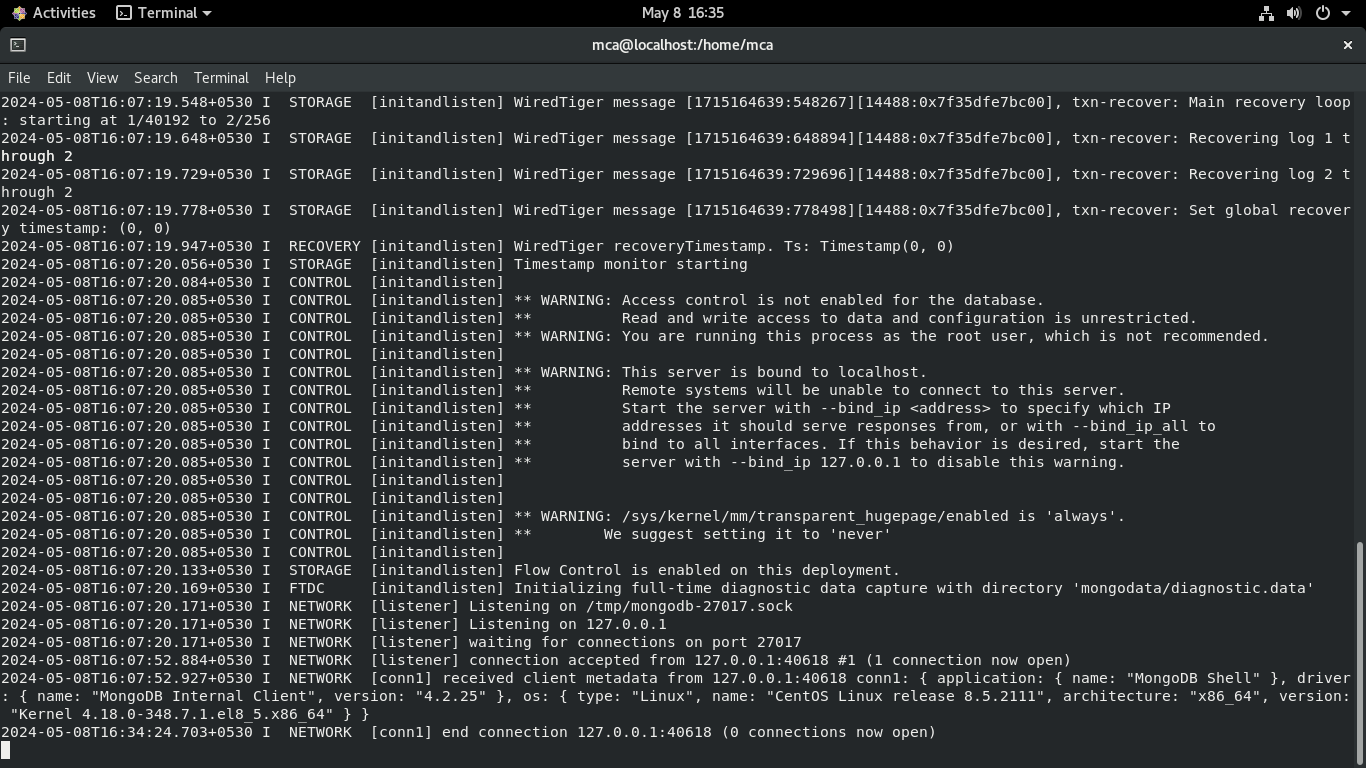 Activities Terminal May 8 16:35
mca@localhost:/home/mca ×
File Edit View Search Terminal Help
2024-05-08T16:07:19.548+0530 I  STORAGE  [initandlisten] WiredTiger message [1715164639:548267][14488:0x7f35dfe7bc00], txn-recover: Main recovery loop
: starting at 1/40192 to 2/256
2024-05-08T16:07:19.648+0530 I  STORAGE  [initandlisten] WiredTiger message [1715164639:648894][14488:0x7f35dfe7bc00], txn-recover: Recovering log 1 t
hrough 2
2024-05-08T16:07:19.729+0530 I  STORAGE  [initandlisten] WiredTiger message [1715164639:729696][14488:0x7f35dfe7bc00], txn-recover: Recovering log 2 t
hrough 2
2024-05-08T16:07:19.778+0530 I  STORAGE  [initandlisten] WiredTiger message [1715164639:778498][14488:0x7f35dfe7bc00], txn-recover: Set global recover
y timestamp: (0, 0)
2024-05-08T16:07:19.947+0530 I  RECOVERY [initandlisten] WiredTiger recoveryTimestamp. Ts: Timestamp(0, 0)
2024-05-08T16:07:20.056+0530 I  STORAGE  [initandlisten] Timestamp monitor starting
2024-05-08T16:07:20.084+0530 I  CONTROL  [initandlisten]
2024-05-08T16:07:20.085+0530 I  CONTROL  [initandlisten] ** WARNING: Access control is not enabled for the database.
2024-05-08T16:07:20.085+0530 I  CONTROL  [initandlisten] **          Read and write access to data and configuration is unrestricted.
2024-05-08T16:07:20.085+0530 I  CONTROL  [initandlisten] ** WARNING: You are running this process as the root user, which is not recommended.
2024-05-08T16:07:20.085+0530 I  CONTROL  [initandlisten]
2024-05-08T16:07:20.085+0530 I  CONTROL  [initandlisten] ** WARNING: This server is bound to localhost.
2024-05-08T16:07:20.085+0530 I  CONTROL  [initandlisten] **          Remote systems will be unable to connect to this server.
2024-05-08T16:07:20.085+0530 I  CONTROL  [initandlisten] **          Start the server with --bind_ip <address> to specify which IP
2024-05-08T16:07:20.085+0530 I  CONTROL  [initandlisten] **          addresses it should serve responses from, or with --bind_ip_all to
2024-05-08T16:07:20.085+0530 I  CONTROL  [initandlisten] **          bind to all interfaces. If this behavior is desired, start the
2024-05-08T16:07:20.085+0530 I  CONTROL  [initandlisten] **          server with --bind_ip 127.0.0.1 to disable this warning.
2024-05-08T16:07:20.085+0530 I  CONTROL  [initandlisten]
2024-05-08T16:07:20.085+0530 I  CONTROL  [initandlisten]
2024-05-08T16:07:20.085+0530 I  CONTROL  [initandlisten] ** WARNING: /sys/kernel/mm/transparent_hugepage/enabled is 'always'.
2024-05-08T16:07:20.085+0530 I  CONTROL  [initandlisten] **        We suggest setting it to 'never'
2024-05-08T16:07:20.085+0530 I  CONTROL  [initandlisten]
2024-05-08T16:07:20.133+0530 I  STORAGE  [initandlisten] Flow Control is enabled on this deployment.
2024-05-08T16:07:20.169+0530 I  FTDC     [initandlisten] Initializing full-time diagnostic data capture with directory 'mongodata/diagnostic.data'
2024-05-08T16:07:20.171+0530 I  NETWORK  [listener] Listening on /tmp/mongodb-27017.sock
2024-05-08T16:07:20.171+0530 I  NETWORK  [listener] Listening on 127.0.0.1
2024-05-08T16:07:20.171+0530 I  NETWORK  [listener] waiting for connections on port 27017
2024-05-08T16:07:52.884+0530 I  NETWORK  [listener] connection accepted from 127.0.0.1:40618 #1 (1 connection now open)
2024-05-08T16:07:52.927+0530 I  NETWORK  [conn1] received client metadata from 127.0.0.1:40618 conn1: { application: { name: "MongoDB Shell" }, driver
: { name: "MongoDB Internal Client", version: "4.2.25" }, os: { type: "Linux", name: "CentOS Linux release 8.5.2111", architecture: "x86_64", version:
"Kernel 4.18.0-348.7.1.el8_5.x86_64" } }
2024-05-08T16:34:24.703+0530 I  NETWORK  [conn1] end connection 127.0.0.1:40618 (0 connections now open)